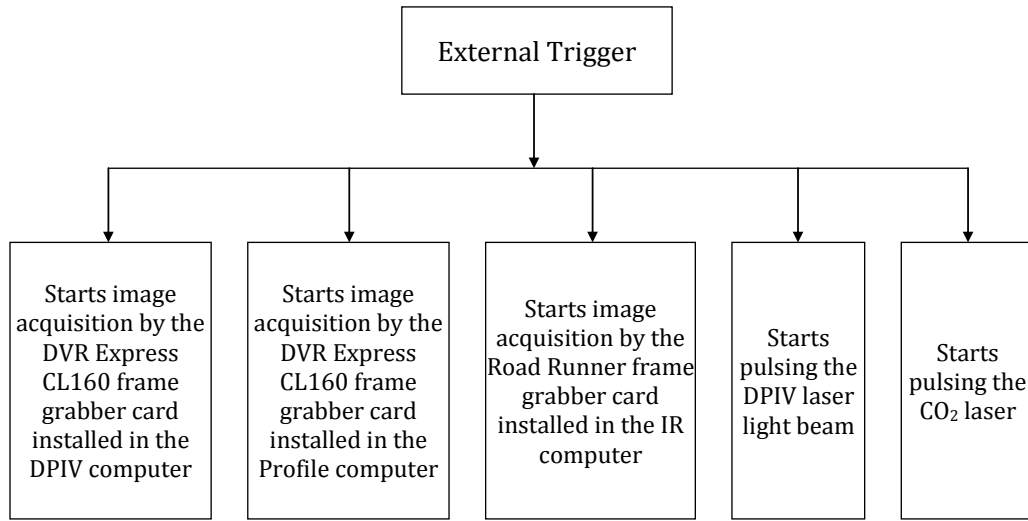 External Trigger
Starts image
acquisition by the
DVR Express
CL160 frame
grabber card
installed in the
DPIV computer
Starts image
acquisition by the
DVR Express
CL160 frame
grabber card
installed in the
Profile computer
Starts image
acquisition by the
Road Runner frame
grabber card
installed in the IR
computer
Starts
pulsing the
DPIV laser
light beam
Starts
pulsing the
CO₂ laser